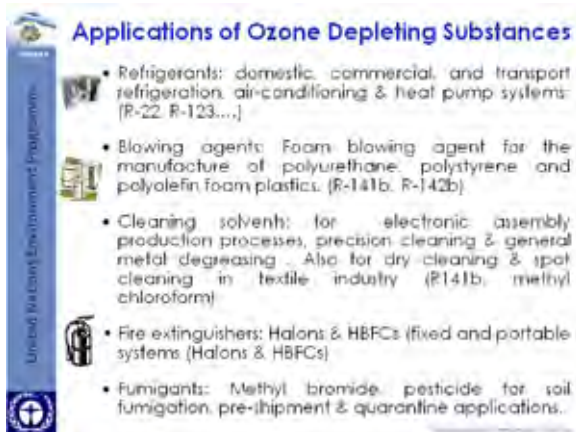 Applications of Ozone Depleting Substances
• Refrigerants: domestic, commercial, and transport
refrigeration, air-conditioning & heat pump systems.
(R-22, R-123....)
• Blowing agents: Foam blowing agent for the
manufacture of polyurethane, polystyrene and
polyolefin foam plastics. (R-141b, R-142b)
• Cleaning solvents: for electronic assembly
production processes, precision cleaning & general
metal degreasing . Also for dry cleaning & spot
cleaning in textile industry (R141b, methyl
chloroform)
• Fire extinguishers: Halons & HBFCs (fixed and portable
systems (Halons & HBFCs)
• Fumigants: Methyl bromide, pesticide for soil
fumigation, pre-shipment & quarantine applications.
United Nations Environment Programme